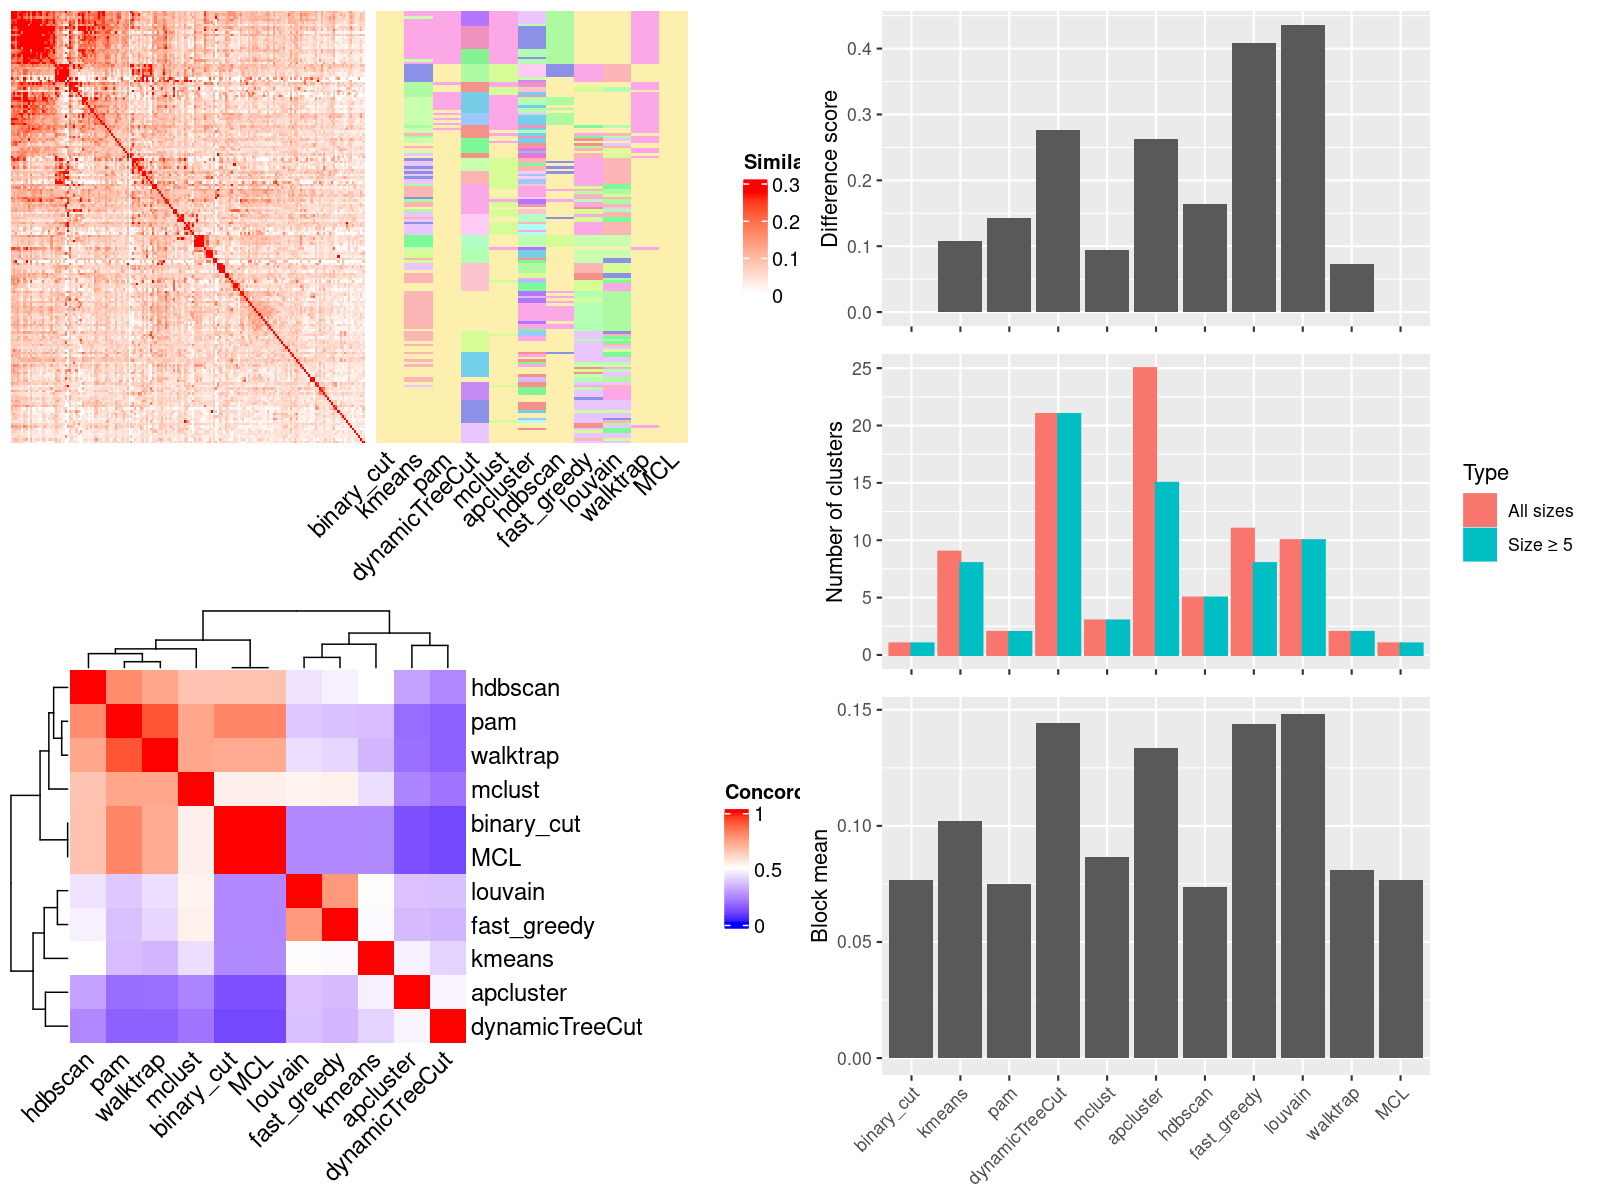 Simila
0.3
0.2
0.1
0
binary_cut
kmeans
pam
dynamicTreeCut
mclust
apcluster
hdbscan
fast_greedy
louvain
walktrap
MCL
hdbscan
pam
walktrap
mclust
binary_cut
MCL
louvain
fast_greedy
kmeans
apcluster
dynamicTreeCut
Concord
1
0.5
0
hdbscan
pam
walktrap
mclust
binary_cut
MCL
louvain
fast_greedy
kmeans
apcluster
dynamicTreeCut
Difference score
0.4
0.3
0.2
0.1
0.0
Number of clusters
25
20
15
10
5
0
Type
All sizes
Size ≥ 5
Block mean
0.15
0.10
0.05
0.00
binary_cut
kmeans
pam
dynamicTreeCut
mclust
apcluster
hdbscan
fast_greedy
louvain
walktrap
MCL